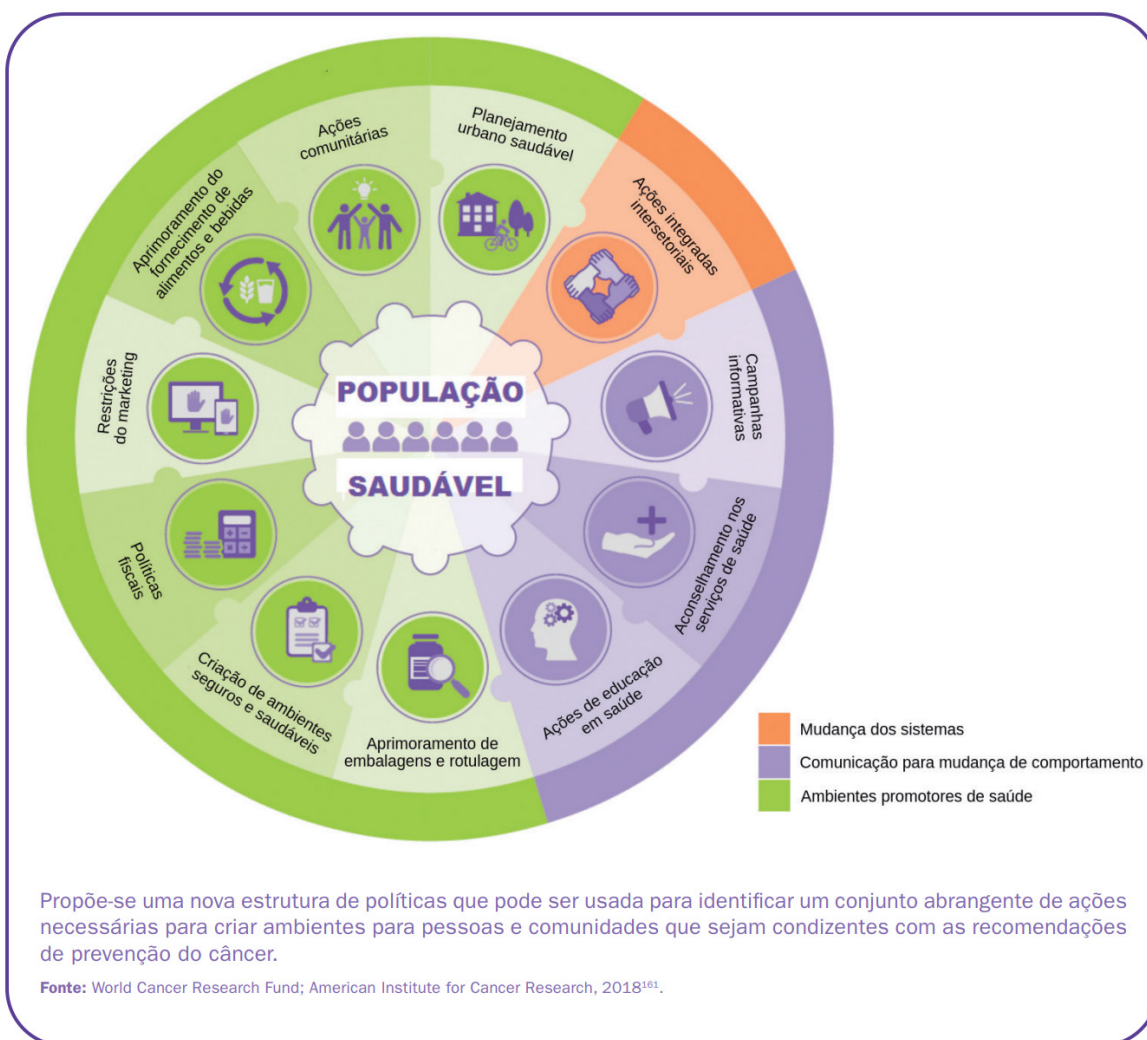 Planejamento
urbano saudável
Ações integradas
intersetoriais
Campanhas
informativas
Aconselhamento nos
serviços de saúde
Ações de educação
em saúde
Aprimoramento de
embalagens e rotulagem
Criação de ambientes
seguros e saudáveis
Políticas
fiscais
Restrições
do marketing
Aprimoramento do
fornecimento de
alimentos e bebidas
Ações
comunitárias
POPULAÇÃO
SAUDÁVEL
Mudança dos sistemas
Comunicação para mudança de comportamento
Ambientes promotores de saúde
Propõe-se uma nova estrutura de políticas que pode ser usada para identificar um conjunto abrangente de ações
necessárias para criar ambientes para pessoas e comunidades que sejam condizentes com as recomendações
de prevenção do câncer.
Fonte: World Cancer Research Fund; American Institute for Cancer Research, 2018¹⁶¹.